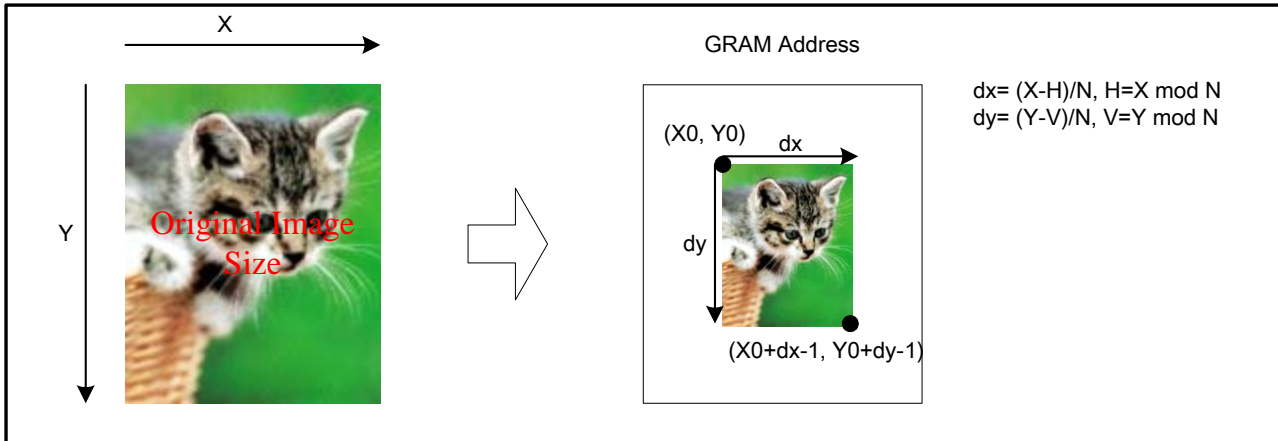 X
Y
Original Image
Size
GRAM Address
(X0, Y0)
dx
dy
(X0+dx-1, Y0+dy-1)
dx= (X-H)/N, H=X mod N
dy= (Y-V)/N, V=Y mod N